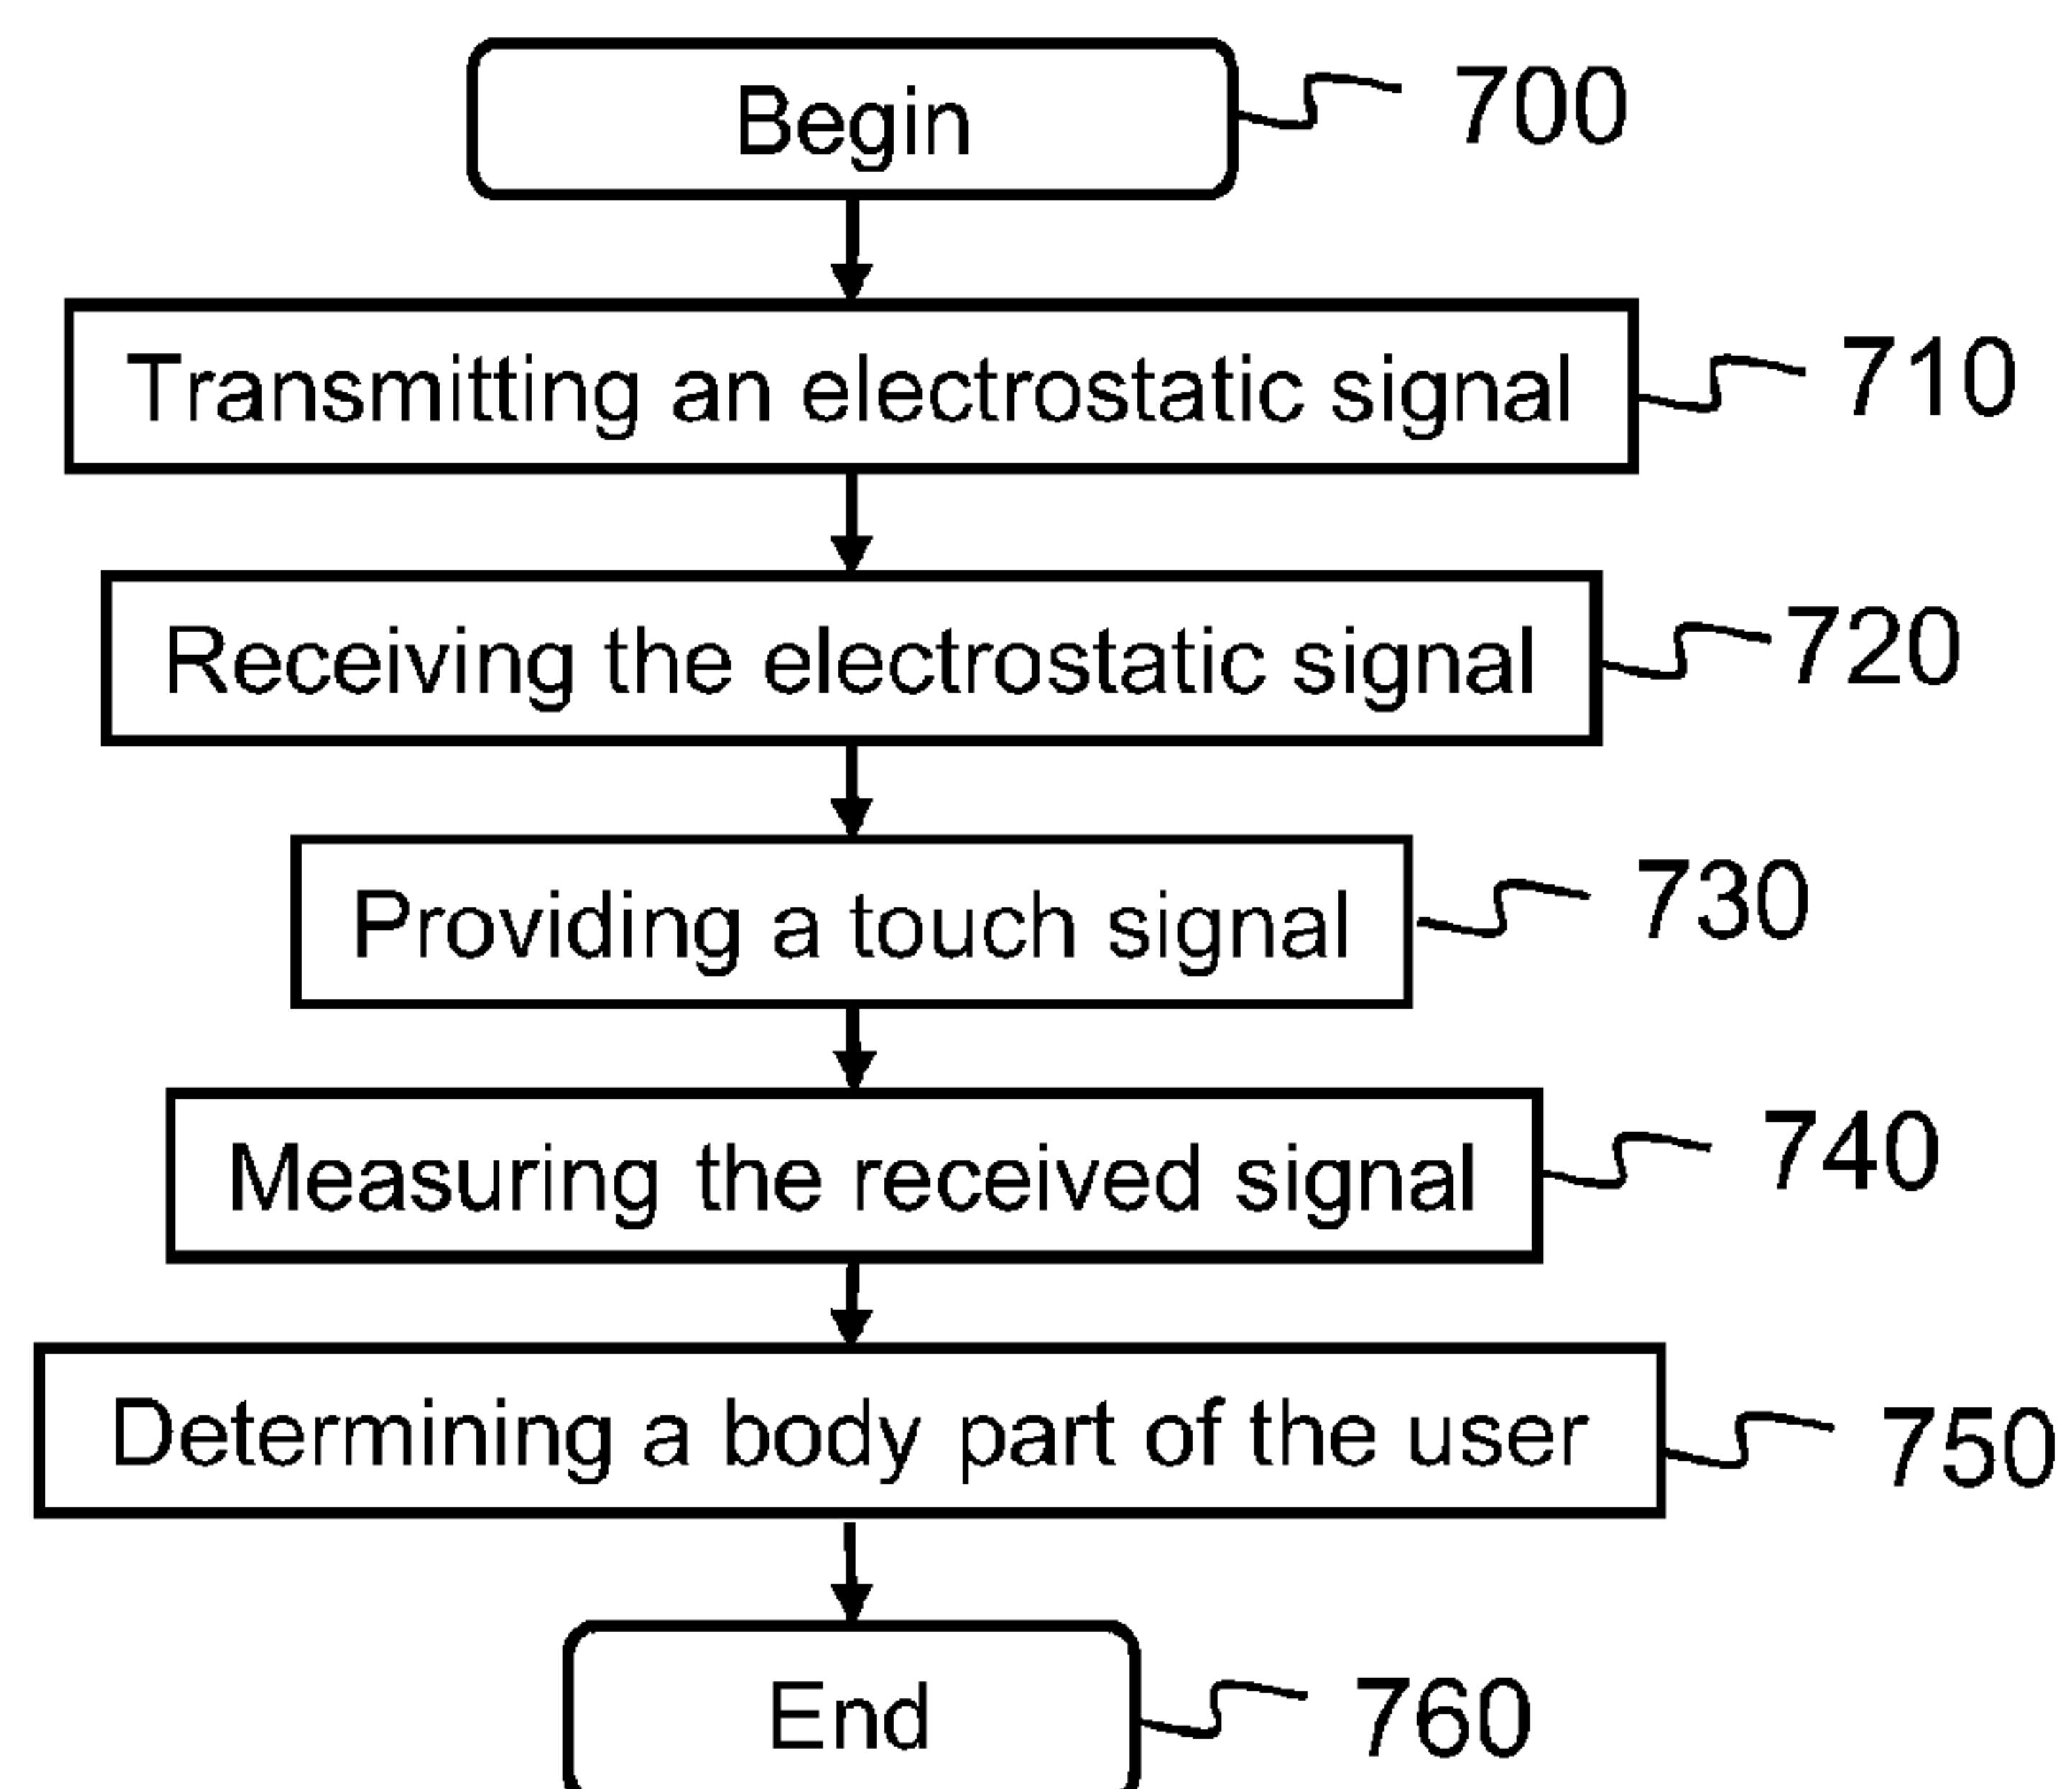 Begin 700
Transmitting an electrostatic signal 710
Receiving the electrostatic signal 720
Providing a touch signal 730
Measuring the received signal 740
Determining a body part of the user 750
End 760